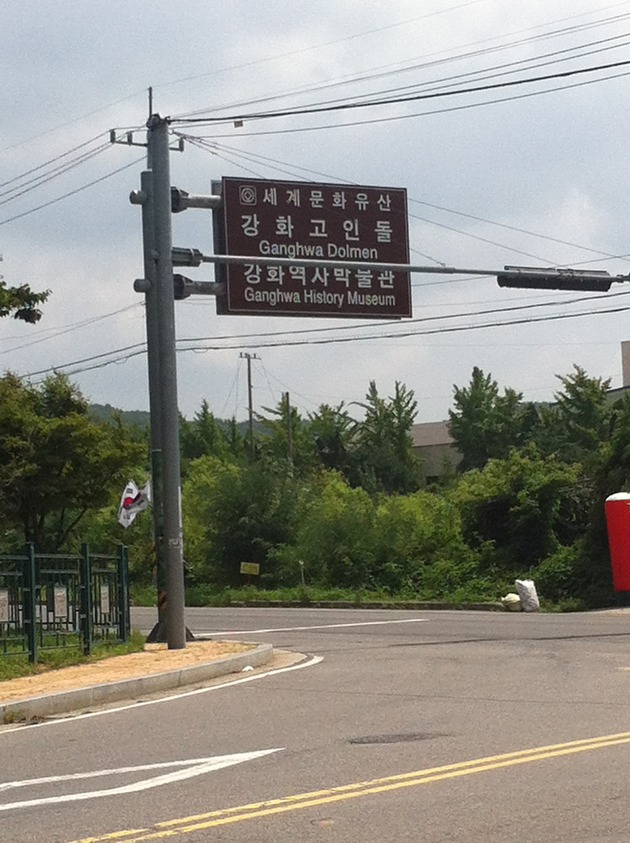 세계문화유산
강화고인돌
Ganghwa Dolmen
강화역사박물관
Ganghwa History Museum